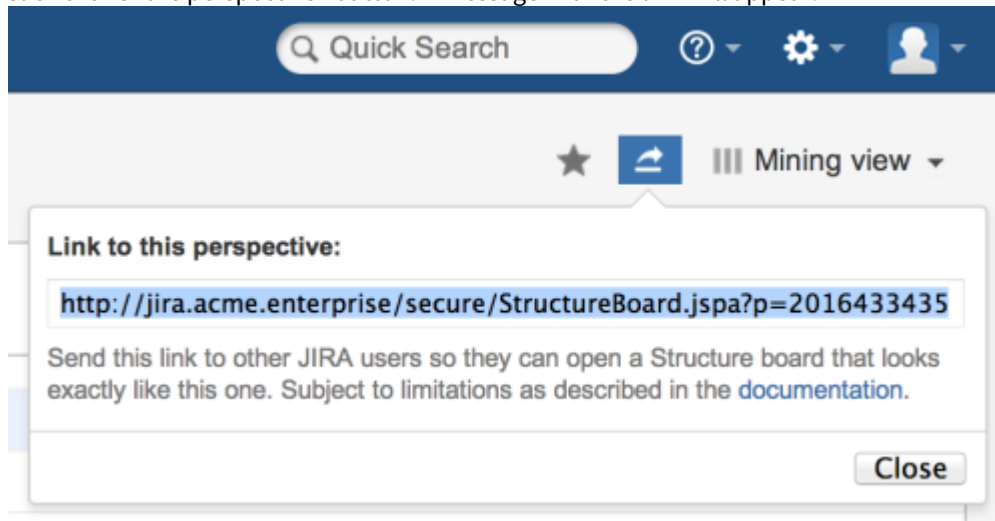 Quick Search
Mining view
Link to this perspective:
http://jira.acme.enterprise/secure/StructureBoard.jspa?p=2016433435
Send this link to other JIRA users so they can open a Structure board that looks
exactly like this one. Subject to limitations as described in the documentation.
Close